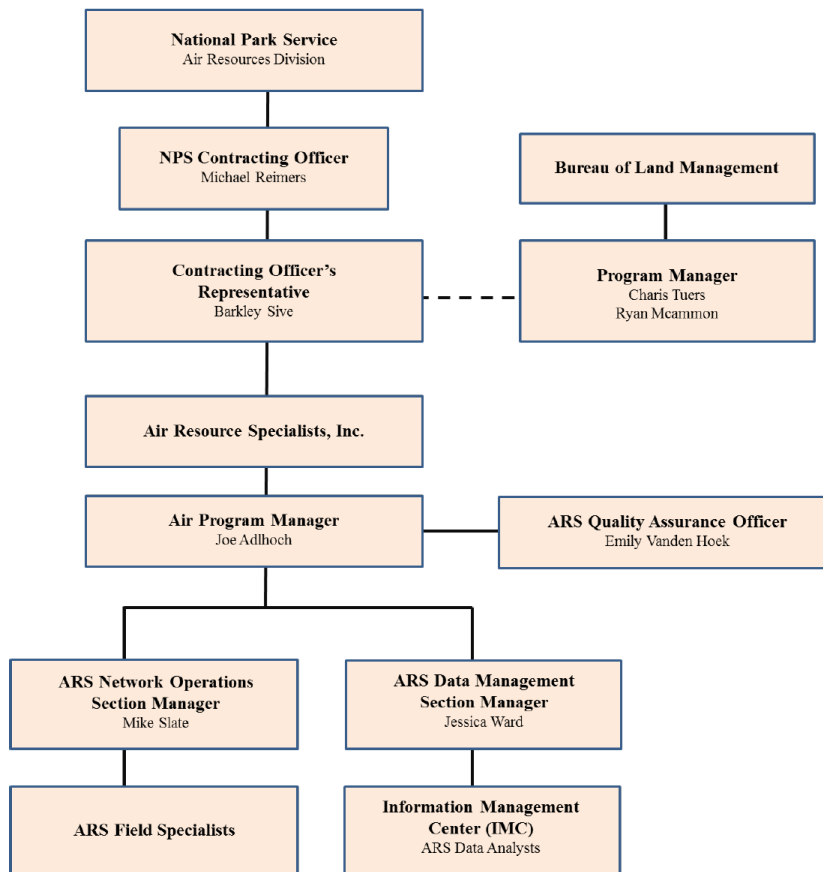 National Park Service
Air Resources Division
NPS Contracting Officer
Michael Reimers
Bureau of Land Management
Contracting Officer's
Representative
Barkley Sive
Program Manager
Charis Tuers
Ryan Mcammon
Air Resource Specialists, Inc.
Air Program Manager
Joe Adlhoch
ARS Quality Assurance Officer
Emily Vanden Hoek
ARS Network Operations
Section Manager
Mike Slate
ARS Data Management
Section Manager
Jessica Ward
ARS Field Specialists
Information Management
Center (IMC)
ARS Data Analysts